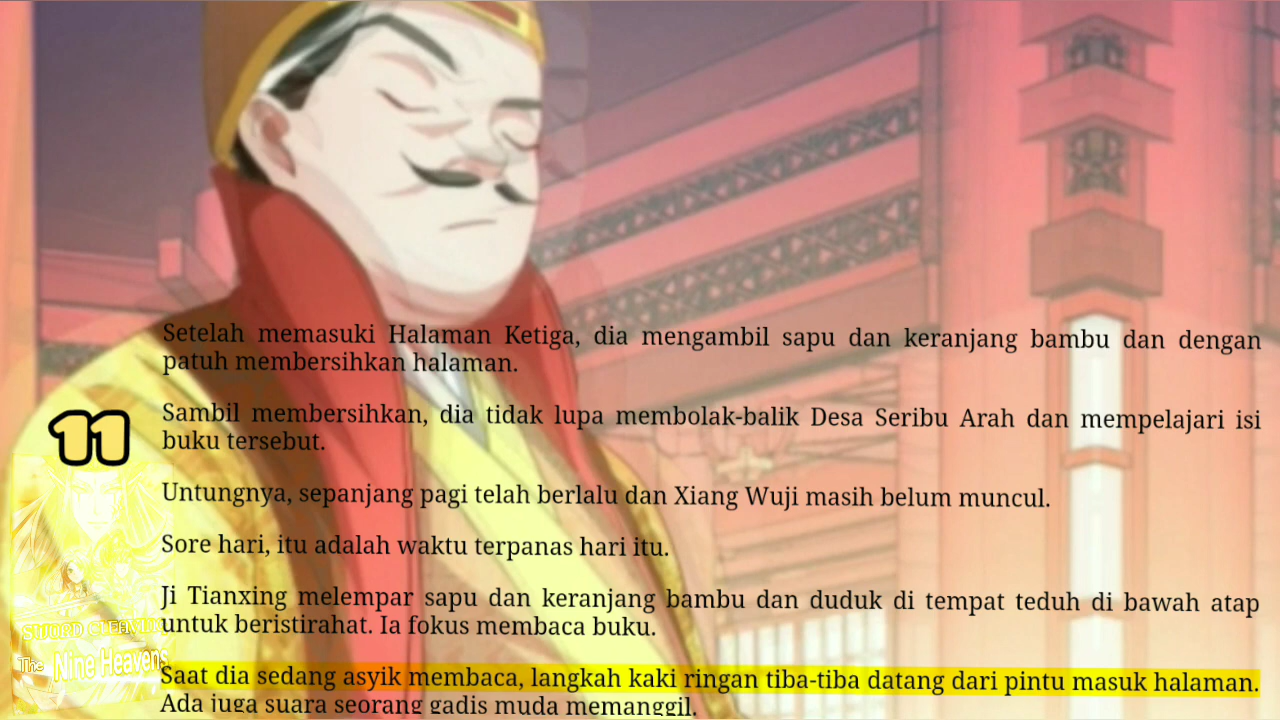 Setelah memasuki Halaman Ketiga, dia mengambil sapu dan keranjang bambu dan dengan
patuh membersihkan halaman.
Sambil membersihkan, dia tidak lupa membolak-balik Desa Seribu Arah dan mempelajari isi
buku tersebut.
11
Untungnya, sepanjang pagi telah berlalu dan Xiang Wuji masih belum muncul.
Sore hari, itu adalah waktu terpanas hari itu.
Ji Tianxing melempar sapu dan keranjang bambu dan duduk di tempat teduh di bawah atap
untuk beristirahat. Ia fokus membaca buku.
SWORD CLEAVING
The Nine Heavens
Saat dia sedang asyik membaca, langkah kaki ringan tiba-tiba datang dari pintu masuk halaman.
Ada juga suara seorang gadis muda memanggil.